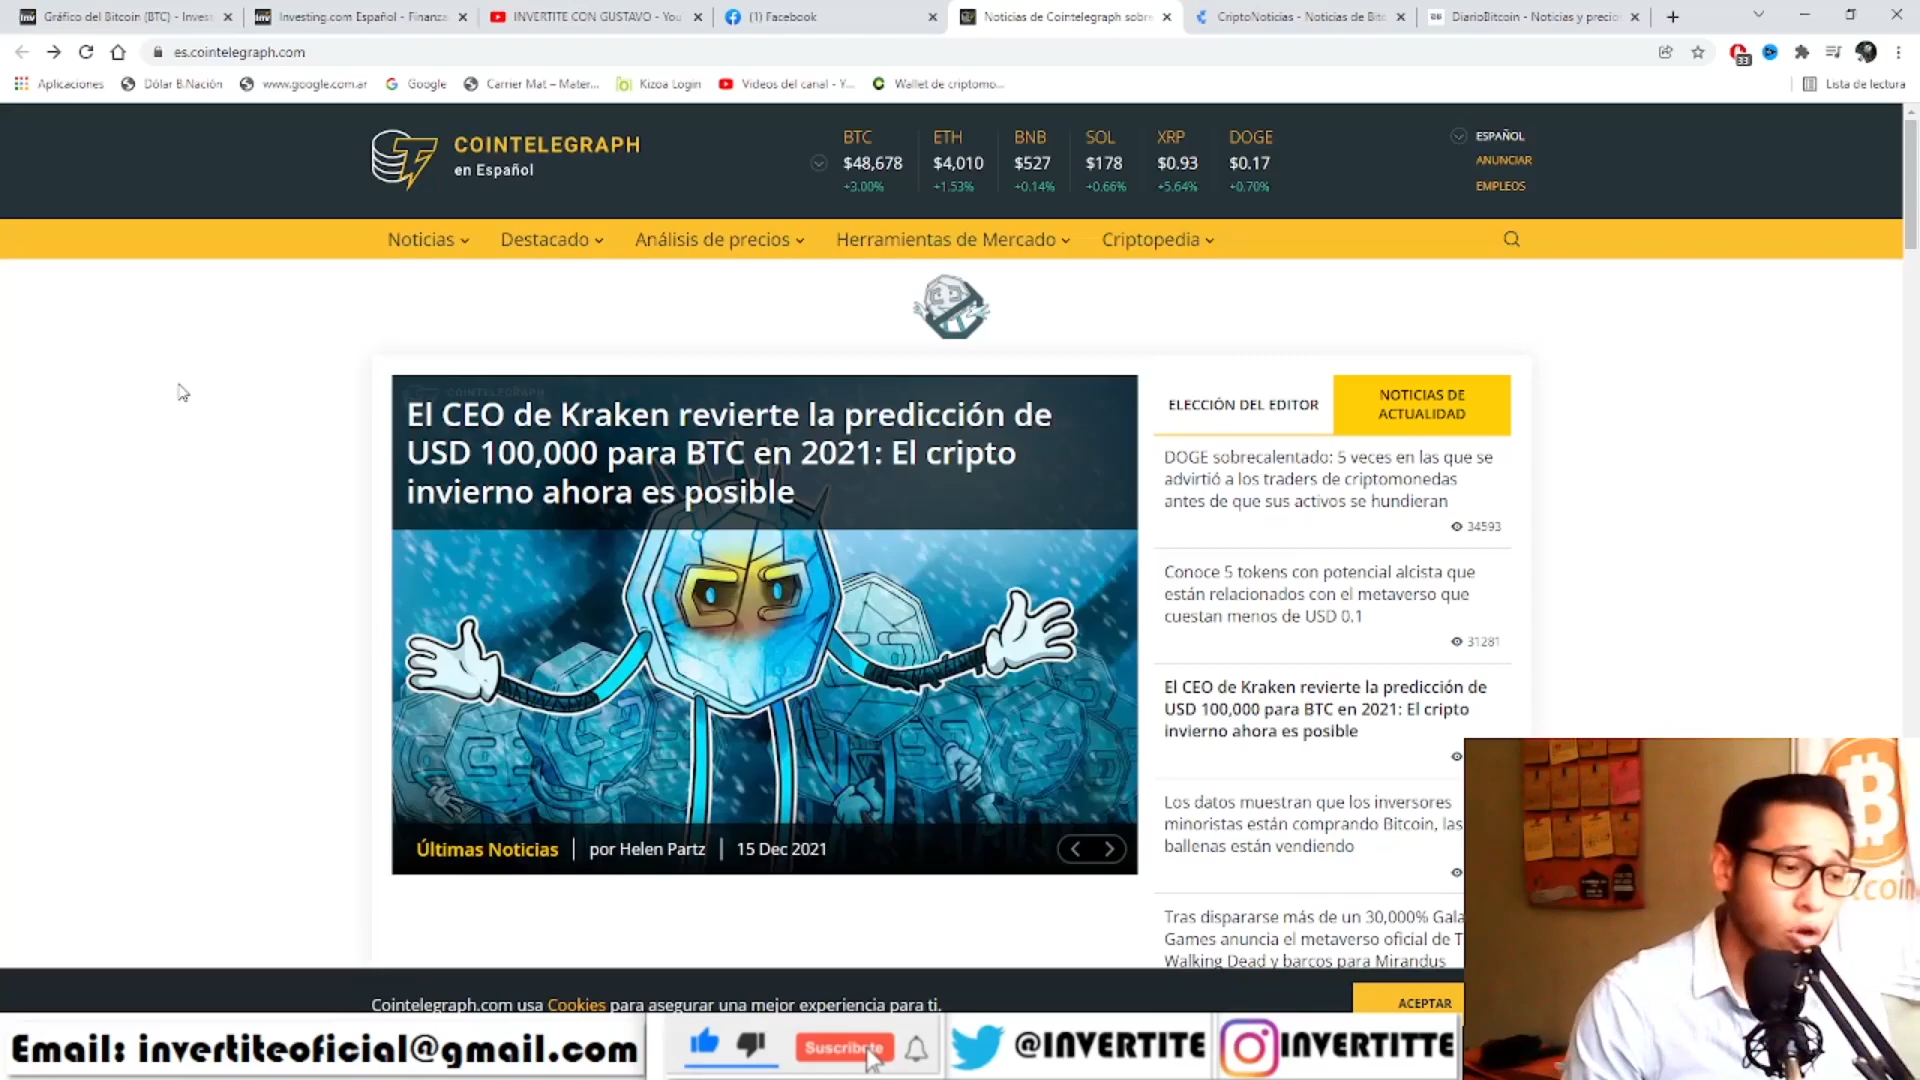 Gráfico del Bitcoin (BTC) - Invest
Investing.com Español - Finanza
INVERTITE CON GUSTAVO - You
(1) Facebook
Noticias de Cointelegraph sobre
CriptoNoticias - Noticias de Bitc
DiarioBitcoin - Noticias y precio
es.cointelegraph.com
33
Aplicaciones
Dólar B.Nación
www.google.com.ar
Google
Carrier Mat – Mater...
Kizoa Login
Videos del canal - Y...
Wallet de criptomo...
Lista de lectura
COINTELEGRAPH
en Español
BTC ETH BNB SOL XRP DOGE
$48,678 $4,010 $527 $178 $0.93 $0.17
+3.00% +1.53% +0.14% +0.66% +5.64% +0.70%
ESPAÑOL
ANUNCIAR
EMPLEOS
Noticias Destacado Análisis de precios Herramientas de Mercado Criptopedia
COINTELEGRAPH
El CEO de Kraken revierte la predicción de
USD 100,000 para BTC en 2021: El cripto
invierno ahora es posible
Últimas Noticias | por Helen Partz | 15 Dec 2021
ELECCIÓN DEL EDITOR
NOTICIAS DE
ACTUALIDAD
DOGE sobrecalentado: 5 veces en las que se
advirtió a los traders de criptomonedas
antes de que sus activos se hundieran
34593
Conoce 5 tokens con potencial alcista que
están relacionados con el metaverso que
cuestan menos de USD 0.1
31281
El CEO de Kraken revierte la predicción de
USD 100,000 para BTC en 2021: El cripto
invierno ahora es posible
Los datos muestran que los inversores
minoristas están comprando Bitcoin, las
ballenas están vendiendo
Tras dispararse más de un 30,000% Gala
Games anuncia el metaverso oficial de T
Walking Dead y barcos para Mirandus
coin
Cointelegraph.com usa Cookies para asegurar una mejor experiencia para ti.
ACEPTAR
Email: invertiteoficial@gmail.com
Suscribete
@INVERTITE
INVERTITTE